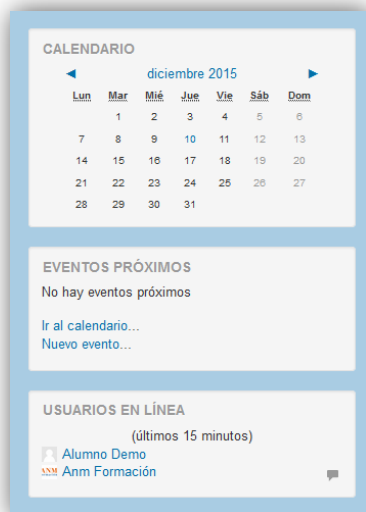 CALENDARIO
◄ diciembre 2015 ►
Lun Mar Mié Jue Vie Sáb Dom
1 2 3 4 5 6
7 8 9 10 11 12 13
14 15 16 17 18 19 20
21 22 23 24 25 26 27
28 29 30 31
EVENTOS PRÓXIMOS
No hay eventos próximos
Ir al calendario...
Nuevo evento...
USUARIOS EN LÍNEA
(últimos 15 minutos)
Alumno Demo
ANM Anm Formación